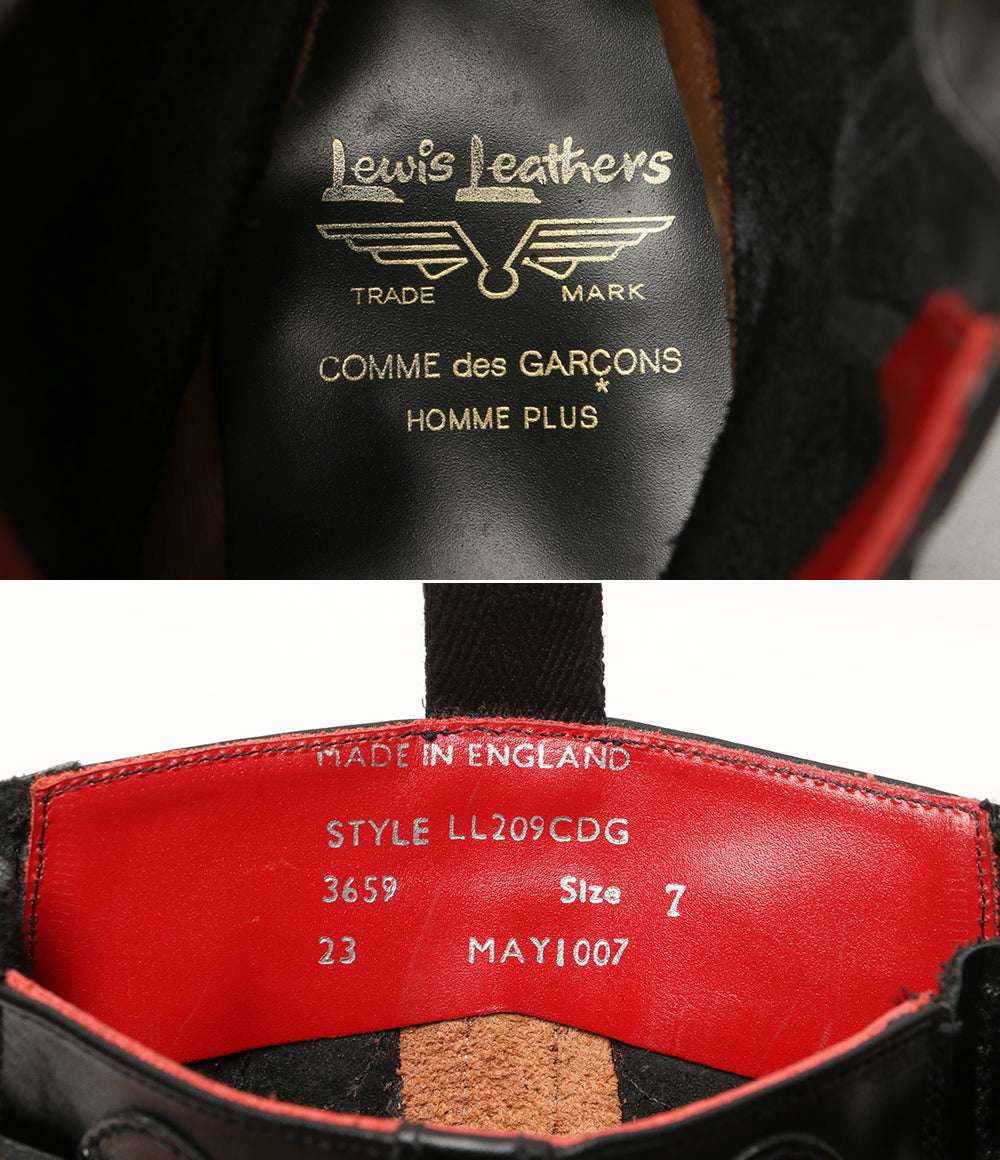 Lewis Leathers
TRADE MARK
COMME des GARÇONS
*
HOMME PLUS
MADE IN ENGLAND
STYLE LL209CDG
3659 Size 7
23 MAY1007